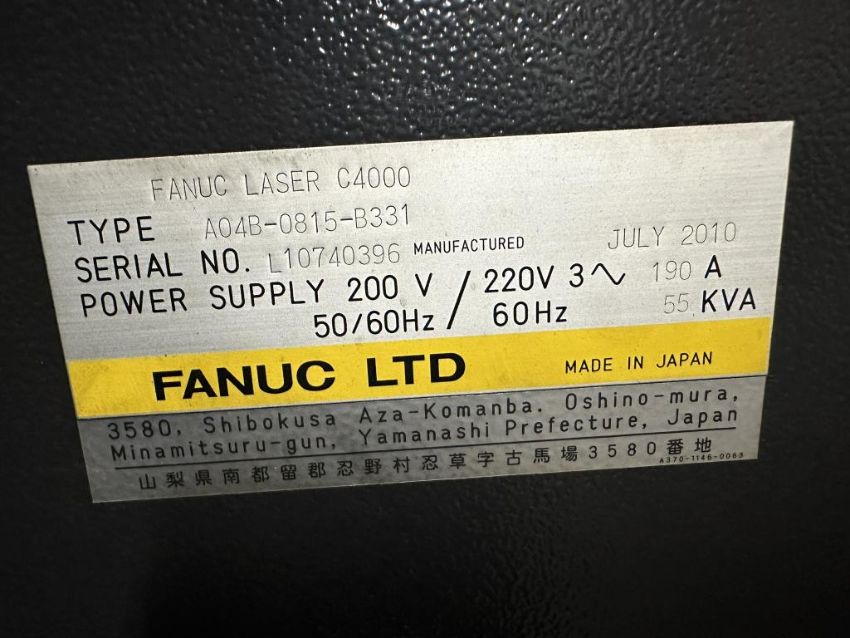 FANUC LASER C4000
TYPE A04B-0815-B331
SERIAL NO. L10740396 MANUFACTURED JULY 2010
POWER SUPPLY 200 V / 220V 3∿ 190 A
50/60Hz / 60Hz 55 KVA
FANUC LTD MADE IN JAPAN
3580, Shibokusa Aza-Komanba. Oshino-mura,
Minamitsuru-gun, Yamanashi Prefecture, Japan
山梨県南都留郡忍野村忍草字古馬場3580番地 A370-1146-0063